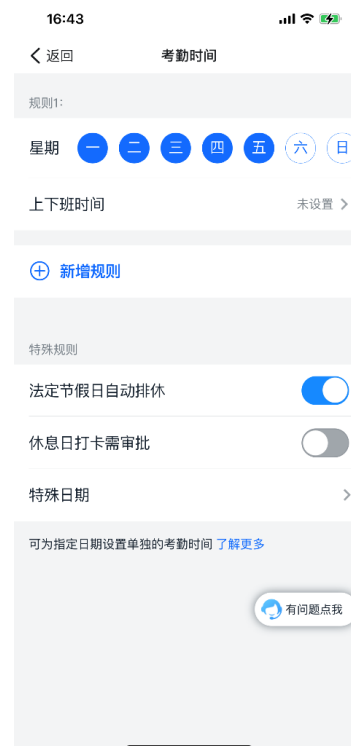 16:43
返回 考勤时间
规则1:
星期 一 二 三 四 五 六 日
上下班时间 未设置
新增规则
特殊规则
法定节假日自动排休
休息日打卡需审批
特殊日期
可为指定日期设置单独的考勤时间 了解更多
有问题点我